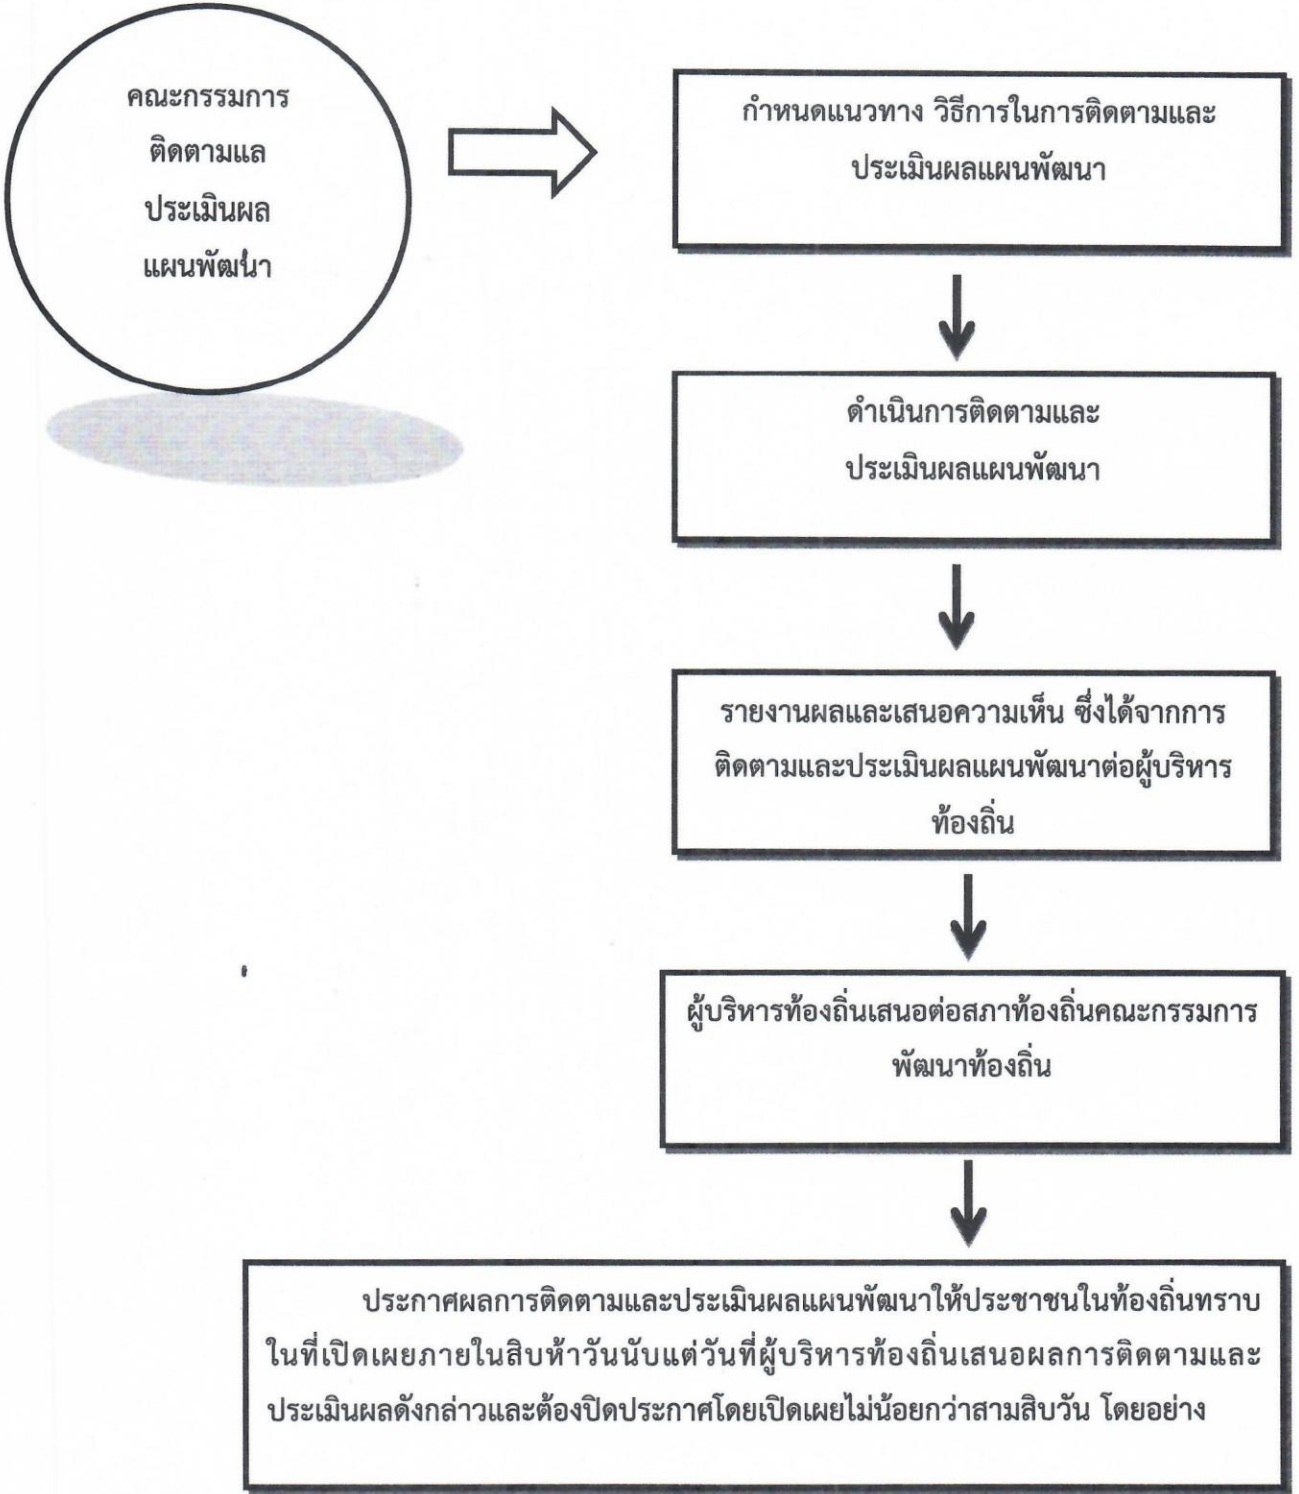 คณะกรรมการ
ติดตามแล
ประเมินผล
แผนพัฒนา
กำหนดแนวทาง วิธีการในการติดตามและ
ประเมินผลแผนพัฒนา
ดำเนินการติดตามและ
ประเมินผลแผนพัฒนา
รายงานผลและเสนอความเห็น ซึ่งได้จากการ
ติดตามและประเมินผลแผนพัฒนาต่อผู้บริหาร
ท้องถิ่น
ผู้บริหารท้องถิ่นเสนอต่อสภาท้องถิ่นคณะกรรมการ
พัฒนาท้องถิ่น
ประกาศผลการติดตามและประเมินผลแผนพัฒนาให้ประชาชนในท้องถิ่นทราบ
ในที่เปิดเผยภายในสิบห้าวันนับแต่วันที่ผู้บริหารท้องถิ่นเสนอผลการติดตามและ
ประเมินผลดังกล่าวและต้องปิดประกาศโดยเปิดเผยไม่น้อยกว่าสามสิบวัน โดยอย่าง